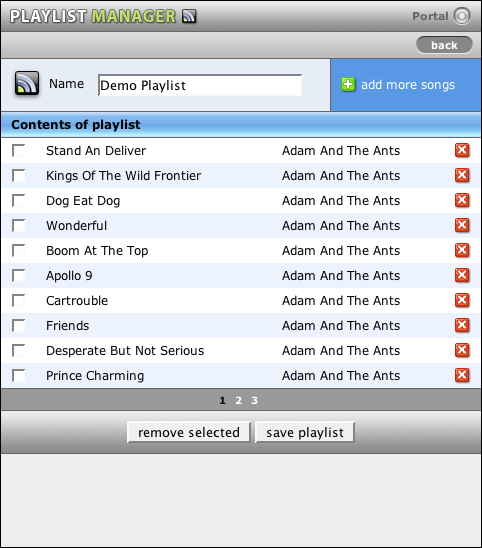 PLAYLIST MANAGER Portal
back
Name Demo Playlist add more songs
Contents of playlist
Stand An Deliver Adam And The Ants
Kings Of The Wild Frontier Adam And The Ants
Dog Eat Dog Adam And The Ants
Wonderful Adam And The Ants
Boom At The Top Adam And The Ants
Apollo 9 Adam And The Ants
Cartrouble Adam And The Ants
Friends Adam And The Ants
Desperate But Not Serious Adam And The Ants
Prince Charming Adam And The Ants
1 2 3
remove selected save playlist